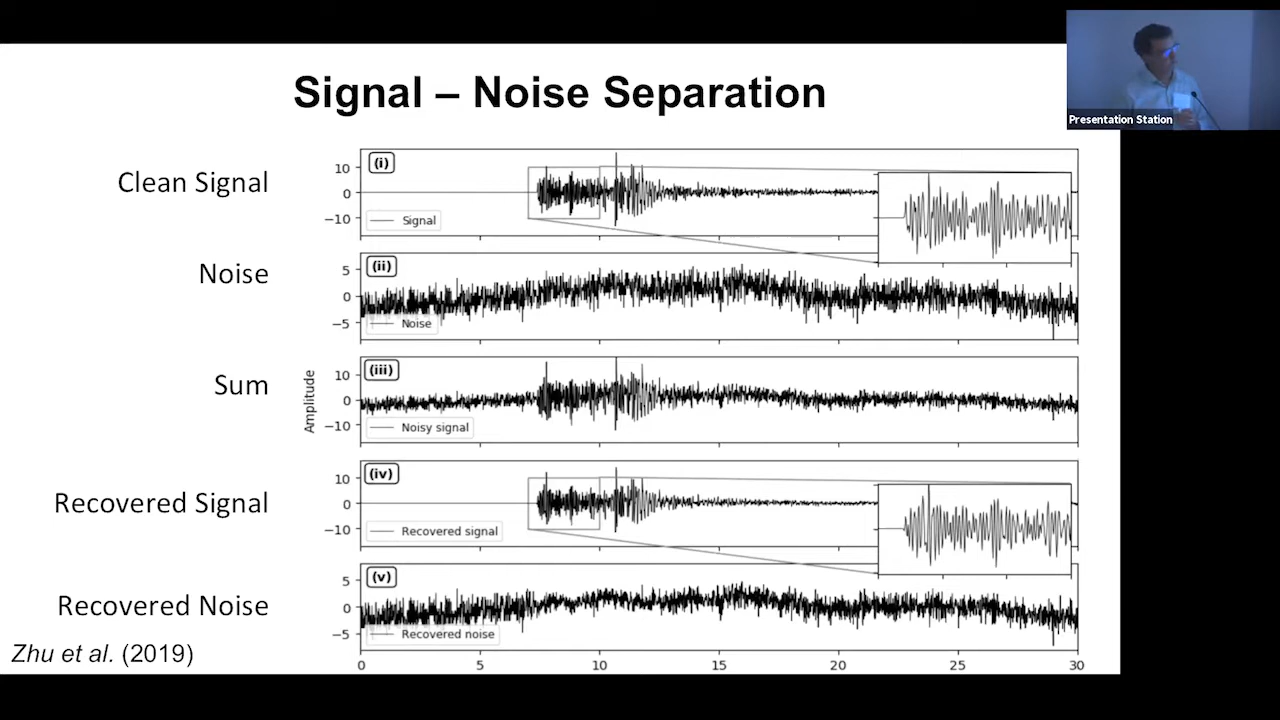 Signal – Noise Separation
Presentation Station
Clean Signal
(i)
10
0
−10
Signal
Noise
(ii)
5
0
−5
Noise
Sum
(iii)
10
0
−10
Amplitude
Noisy signal
Recovered Signal
(iv)
10
0
−10
Recovered signal
Recovered Noise
(v)
5
0
−5
Recovered noise
Zhu et al. (2019)
0 5 10 15 20 25 30